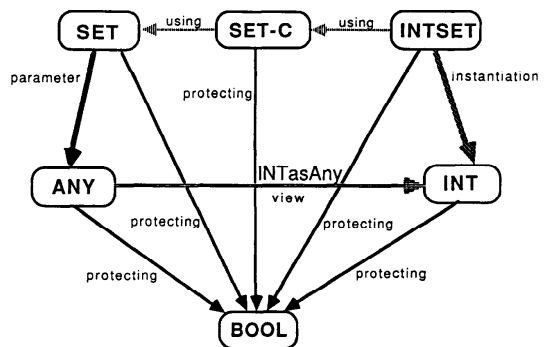 using
using
SET
SET-C
INTSET
parameter
protecting
instantiation
INTasAny
ANY
INT
view
protecting
protecting
protecting
protecting
BOOL